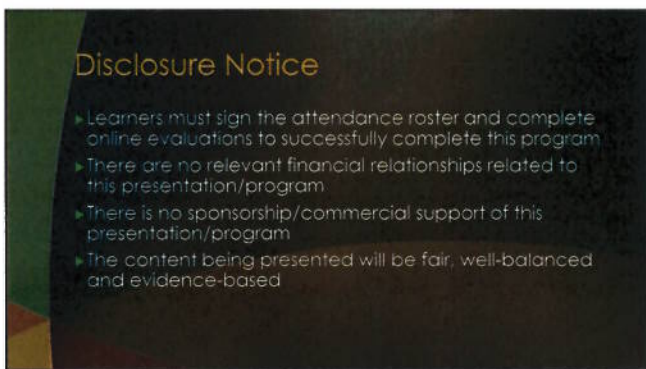 Disclosure Notice
▸Learners must sign the attendance roster and complete
online evaluations to successfully complete this program
▸There are no relevant financial relationships related to
this presentation/program
▸There is no sponsorship/commercial support of this
presentation/program
▸The content being presented will be fair, well-balanced
and evidence-based